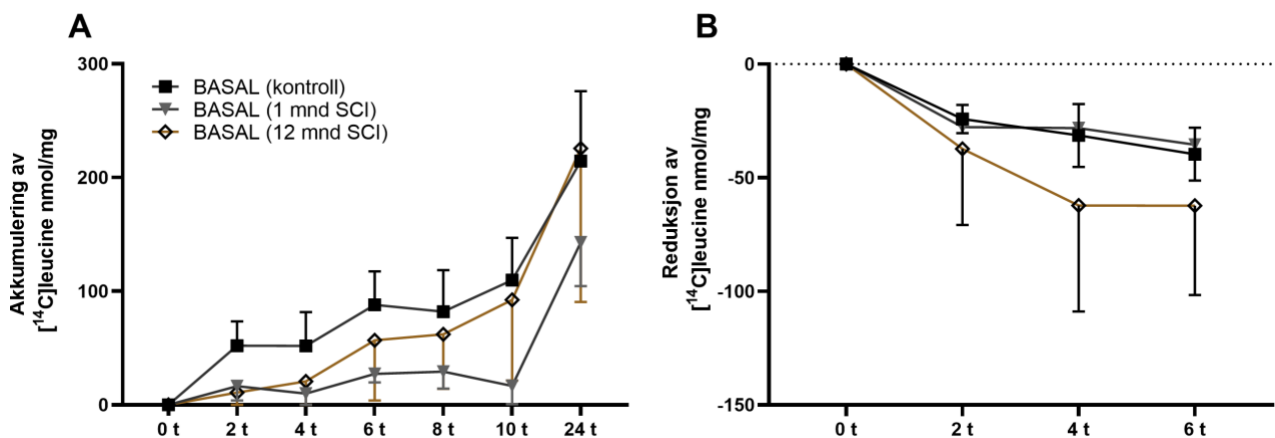 A
Akkumulering av
[¹⁴C]leucine nmol/mg
300
200
100
0
BASAL (kontroll)
BASAL (1 mnd SCI)
BASAL (12 mnd SCI)
0 t 2 t 4 t 6 t 8 t 10 t 24 t
B
Reduksjon av
[¹⁴C]leucine nmol/mg
0
-50
-100
-150
0 t 2 t 4 t 6 t